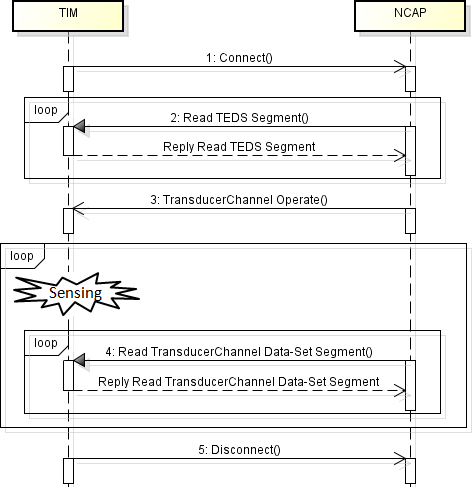 TIM NCAP
1: Connect()
loop
2: Read TEDS Segment()
Reply Read TEDS Segment
3: TransducerChannel Operate()
loop
Sensing
loop
4: Read TransducerChannel Data-Set Segment()
Reply Read TransducerChannel Data-Set Segment
5: Disconnect()